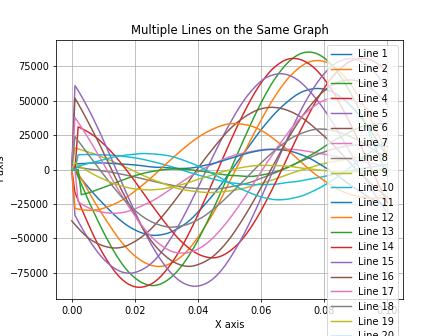 Multiple Lines on the Same Graph
75000
50000
25000
0
−25000
−50000
−75000
0.00
0.02
0.04
0.06
X axis
Line 1
Line 2
Line 3
Line 4
Line 5
Line 6
Line 7
Line 8
Line 9
Line 10
Line 11
Line 12
Line 13
Line 14
Line 15
Line 16
Line 17
Line 18
Line 19
Line 20